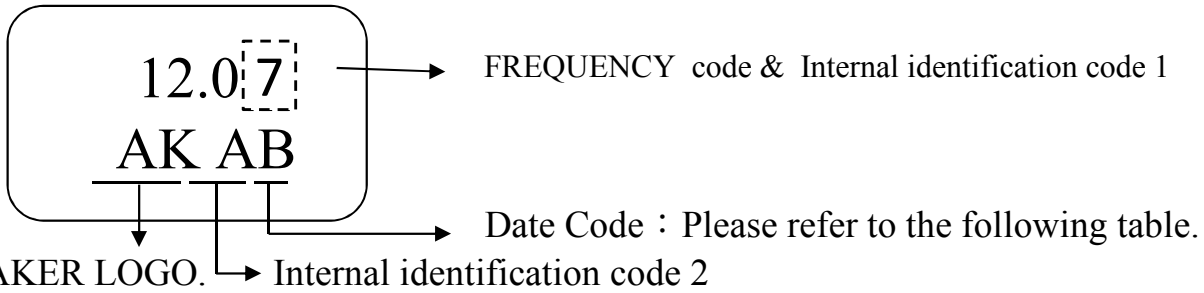 12.07
FREQUENCY code & Internal identification code 1
AK AB
Date Code：Please refer to the following table.
AKER LOGO.
Internal identification code 2